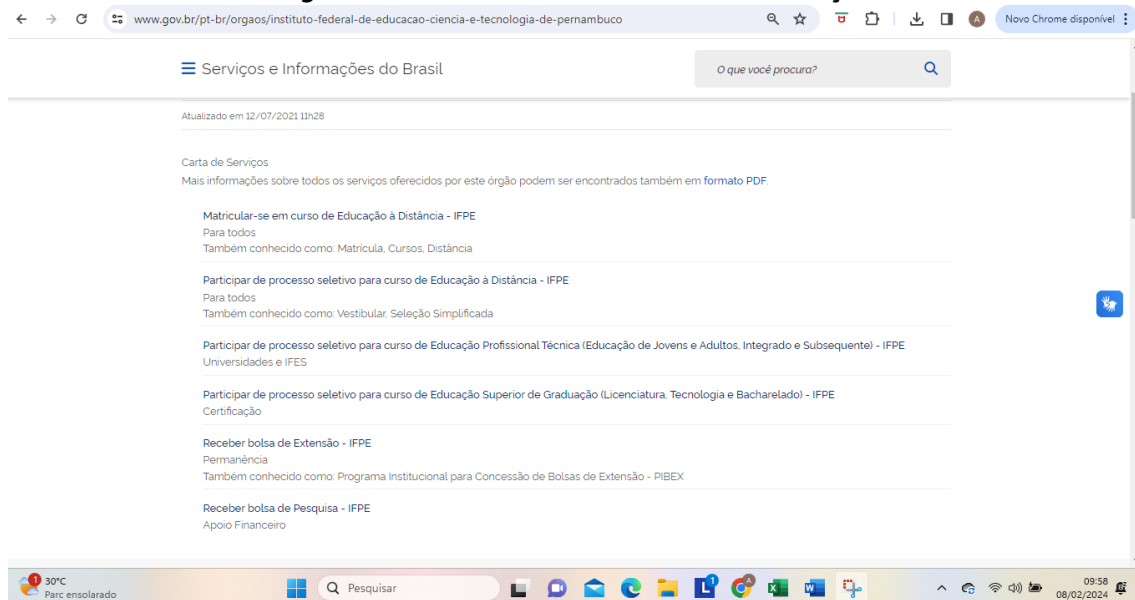 www.gov.br/pt-br/orgaos/instituto-federal-de-educacao-ciencia-e-tecnologia-de-pernambuco
A
Novo Chrome disponível
Serviços e Informações do Brasil
O que você procura?
Atualizado em 12/07/2021 11h28
Carta de Serviços
Mais informações sobre todos os serviços oferecidos por este órgão podem ser encontrados também em formato PDF.
Matricular-se em curso de Educação à Distância - IFPE
Para todos
Também conhecido como: Matrícula, Cursos, Distância
Participar de processo seletivo para curso de Educação à Distância - IFPE
Para todos
Também conhecido como: Vestibular, Seleção Simplificada
Participar de processo seletivo para curso de Educação Profissional Técnica (Educação de Jovens e Adultos, Integrado e Subsequente) - IFPE
Universidades e IFES
Participar de processo seletivo para curso de Educação Superior de Graduação (Licenciatura, Tecnologia e Bacharelado) - IFPE
Certificação
Receber bolsa de Extensão - IFPE
Permanência
Também conhecido como: Programa Institucional para Concessão de Bolsas de Extensão - PIBEX
Receber bolsa de Pesquisa - IFPE
Apoio Financeiro
1
30°C
Parc ensolarado
Pesquisar
09:58
08/02/2024